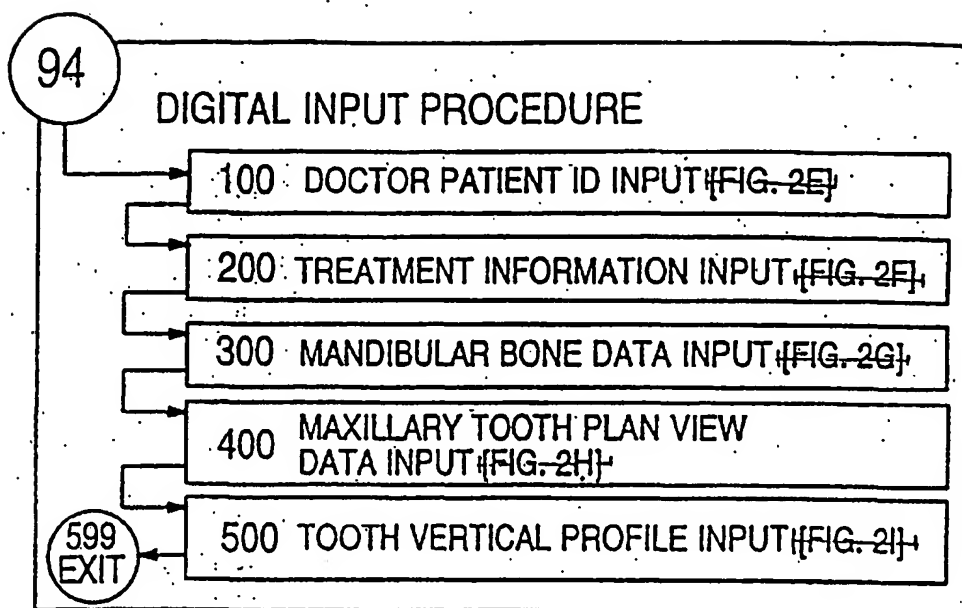 94
DIGITAL INPUT PROCEDURE
100 DOCTOR PATIENT ID INPUT [FIG. 2E]
200 TREATMENT INFORMATION INPUT [FIG. 2F]
300 MANDIBULAR BONE DATA INPUT [FIG. 2G]
400 MAXILLARY TOOTH PLAN VIEW
DATA INPUT [FIG. 2H]
500 TOOTH VERTICAL PROFILE INPUT [FIG. 2I]
599
EXIT